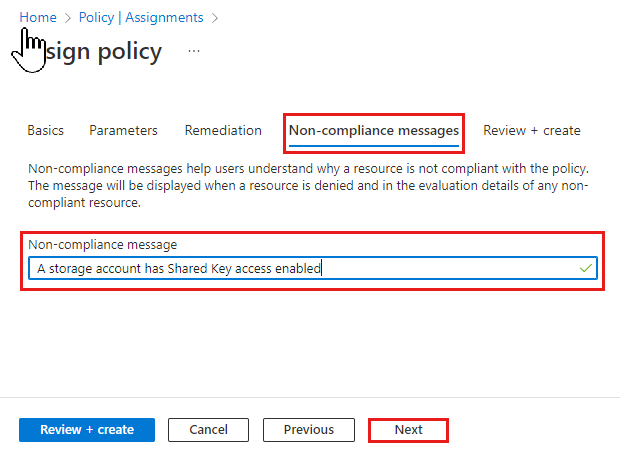 Home > Policy | Assignments >
sign policy ...
Basics Parameters Remediation Non-compliance messages Review + create
Non-compliance messages help users understand why a resource is not compliant with the policy.
The message will be displayed when a resource is denied and in the evaluation details of any non-
compliant resource.
Non-compliance message
A storage account has Shared Key access enabled
Review + create Cancel Previous Next